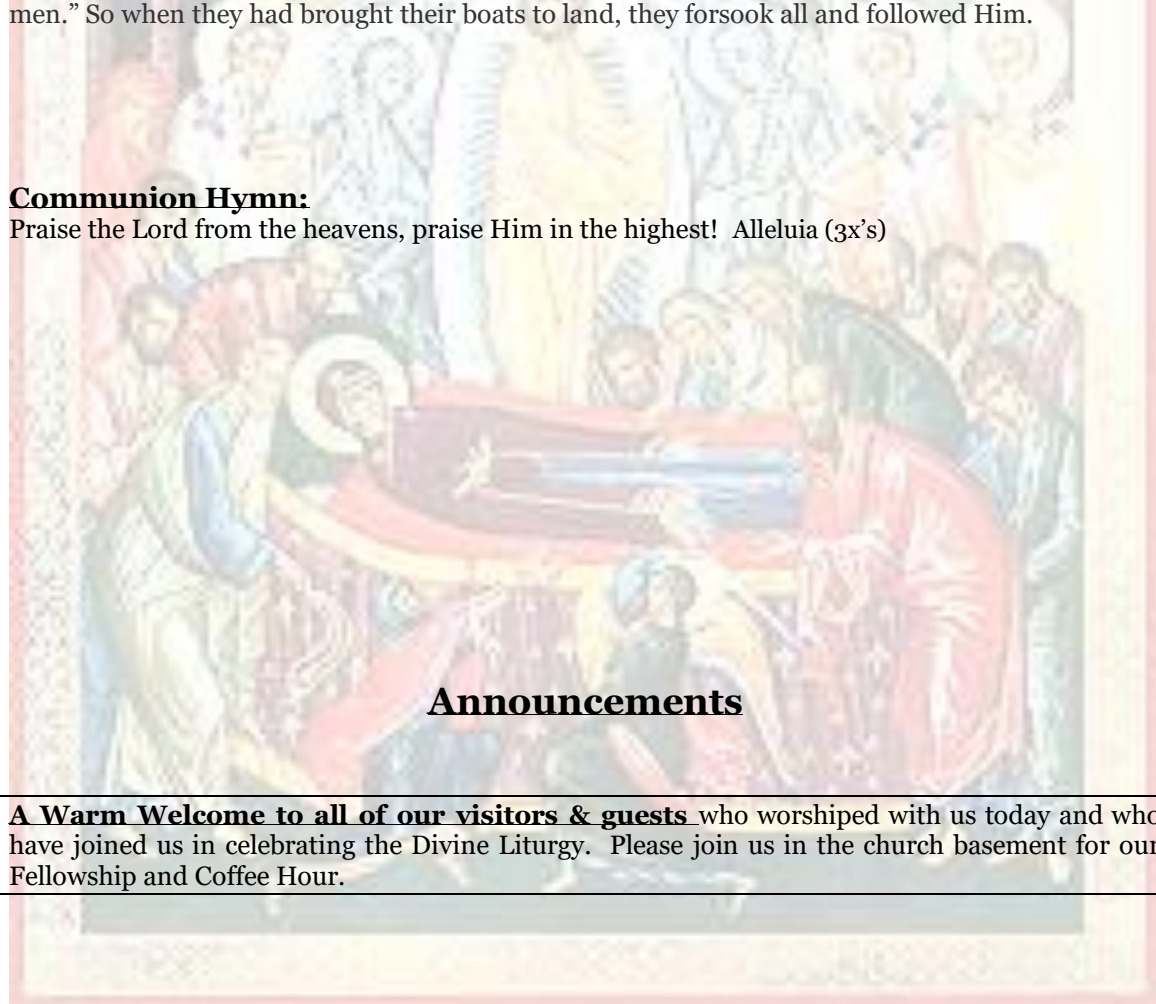 men.” So when they had brought their boats to land, they forsook all and followed Him.
Communion Hymn:
Praise the Lord from the heavens, praise Him in the highest!  Alleluia (3x’s)
Announcements
A Warm Welcome to all of our visitors & guests who worshiped with us today and who
have joined us in celebrating the Divine Liturgy.  Please join us in the church basement for our
Fellowship and Coffee Hour.